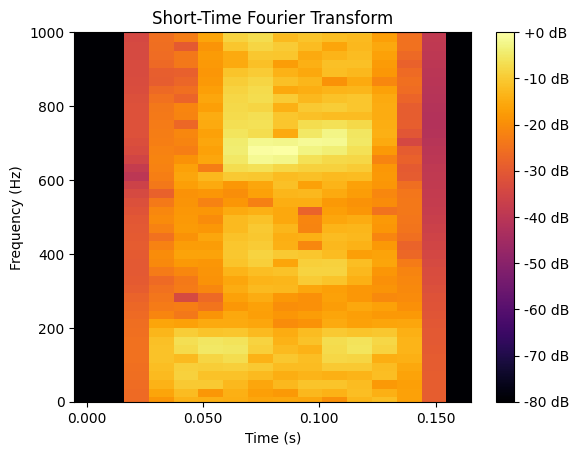 Short-Time Fourier Transform
1000
800
600
400
200
0
Frequency (Hz)
0.000
0.050
0.100
0.150
Time (s)
+0 dB
-10 dB
-20 dB
-30 dB
-40 dB
-50 dB
-60 dB
-70 dB
-80 dB